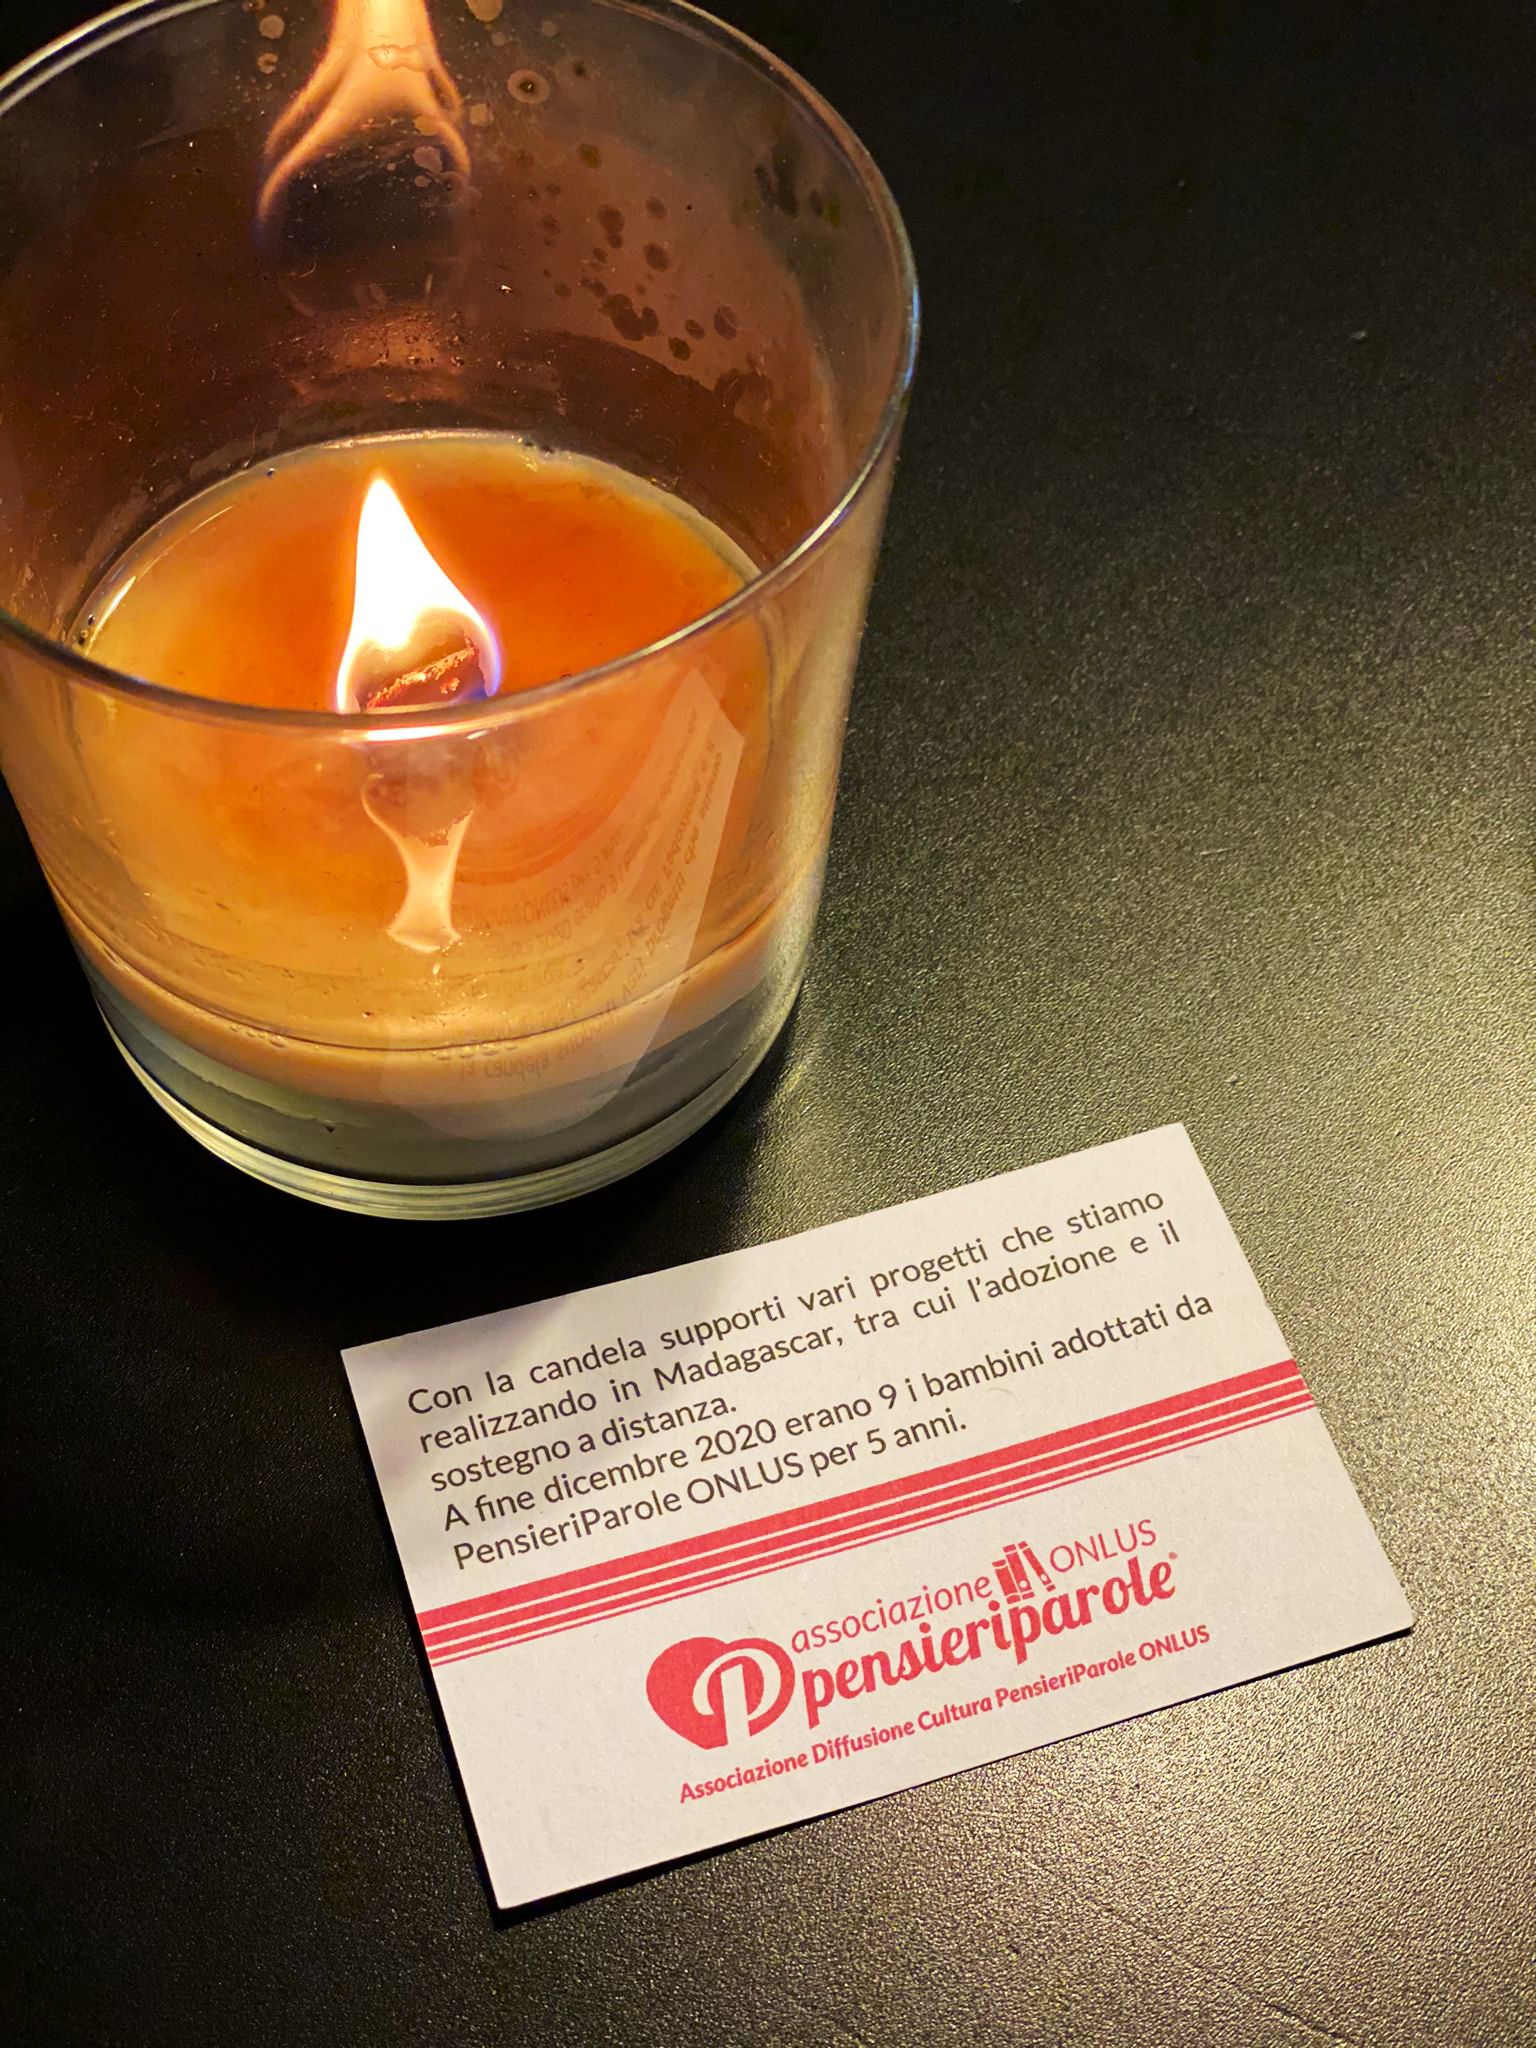 Con la candela supporti vari progetti che stiamo
realizzando in Madagascar, tra cui l'adozione e il
sostegno a distanza.
A fine dicembre 2020 erano 9 i bambini adottati da
PensieriParole ONLUS per 5 anni.
associazione ONLUS
pensieriparole®
Associazione Diffusione Cultura PensieriParole ONLUS